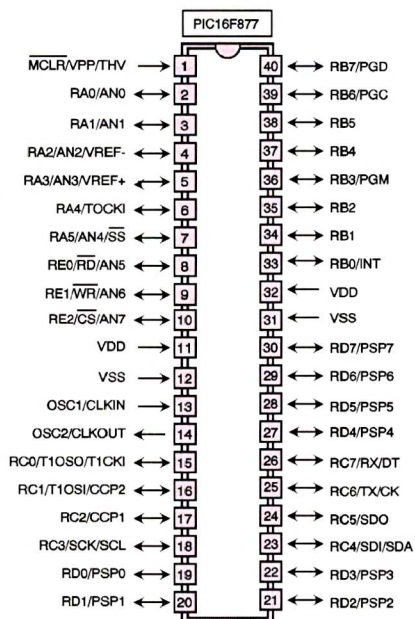 PIC16F877
MCLR/VPP/THV 1 40 RB7/PGD
RA0/AN0 2 39 RB6/PGC
RA1/AN1 3 38 RB5
RA2/AN2/VREF- 4 37 RB4
RA3/AN3/VREF+ 5 36 RB3/PGM
RA4/TOCKI 6 35 RB2
RA5/AN4/SS 7 34 RB1
RE0/RD/AN5 8 33 RB0/INT
RE1/WR/AN6 9 32 VDD
RE2/CS/AN7 10 31 VSS
VDD 11 30 RD7/PSP7
VSS 12 29 RD6/PSP6
OSC1/CLKIN 13 28 RD5/PSP5
OSC2/CLKOUT 14 27 RD4/PSP4
RC0/T1OSO/T1CKI 15 26 RC7/RX/DT
RC1/T1OSI/CCP2 16 25 RC6/TX/CK
RC2/CCP1 17 24 RC5/SDO
RC3/SCK/SCL 18 23 RC4/SDI/SDA
RD0/PSP0 19 22 RD3/PSP3
RD1/PSP1 20 21 RD2/PSP2